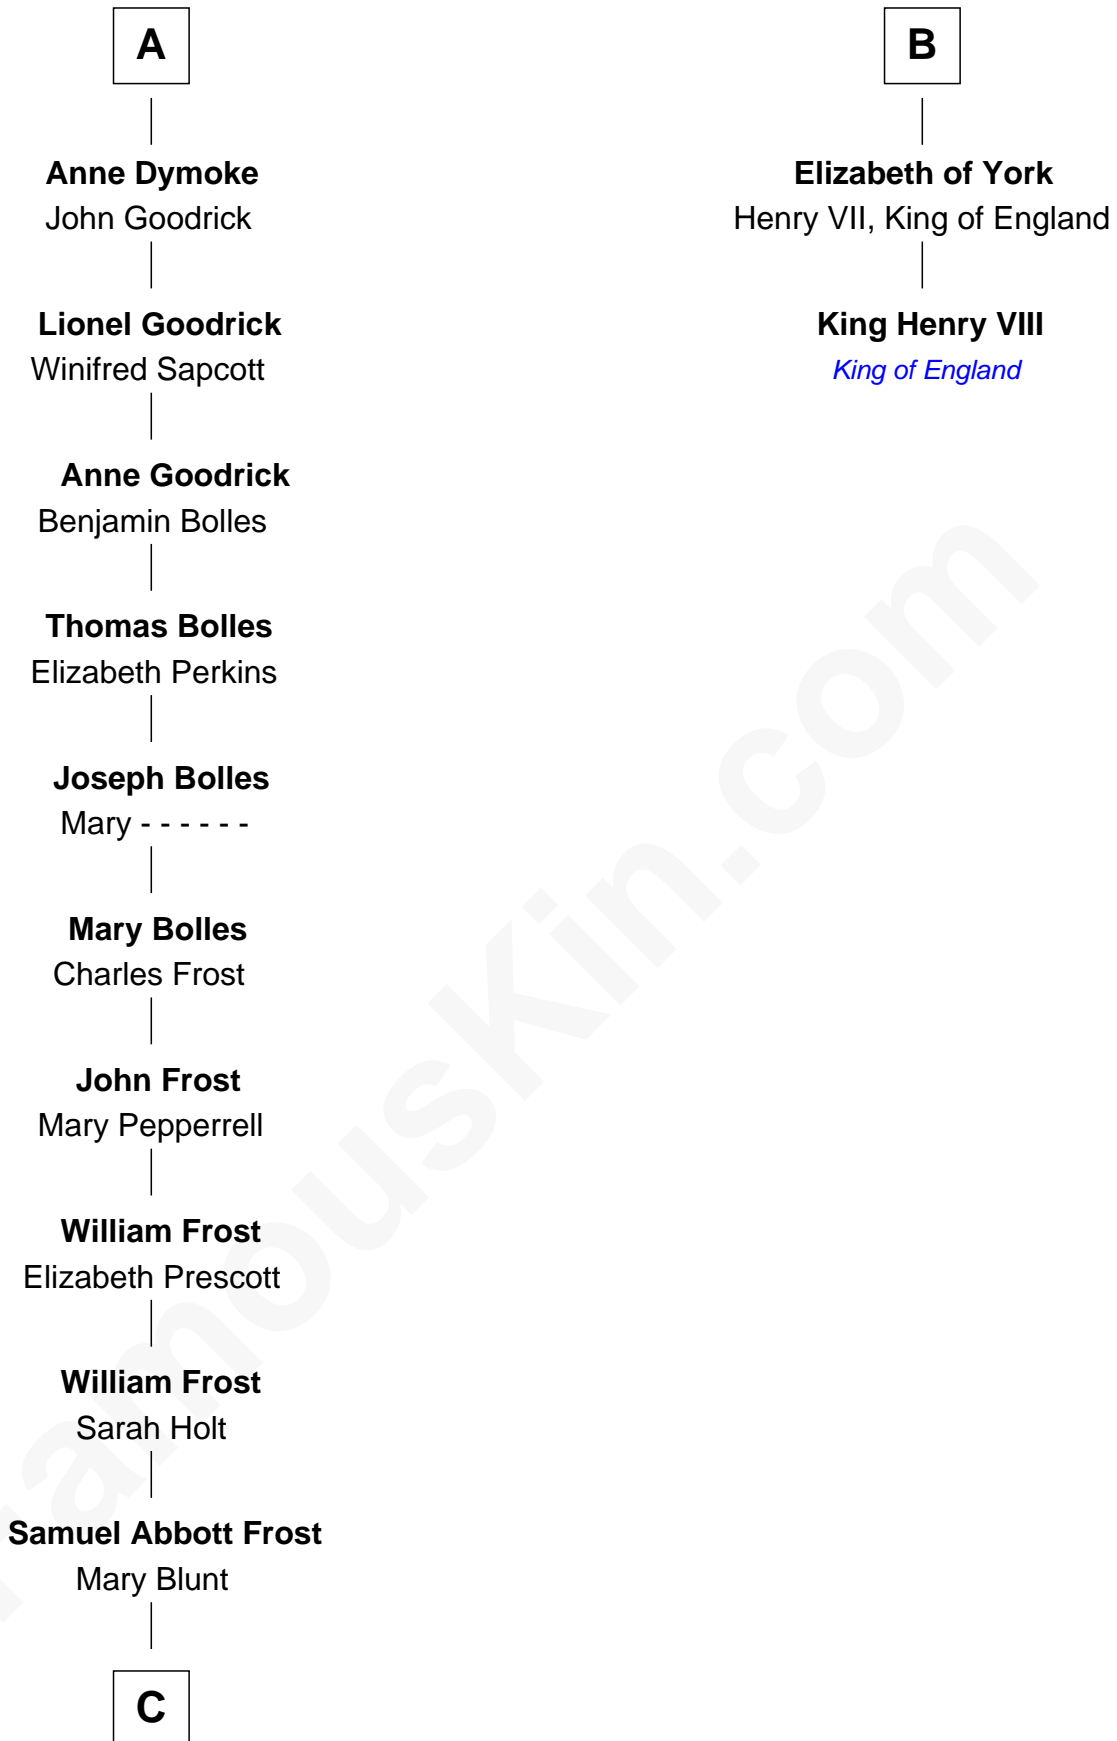 A
Anne Dymoke
John Goodrick
Lionel Goodrick
Winifred Sapcott
Anne Goodrick
Benjamin Bolles
Thomas Bolles
Elizabeth Perkins
Joseph Bolles
Mary - - - - - -
Mary Bolles
Charles Frost
John Frost
Mary Pepperrell
William Frost
Elizabeth Prescott
William Frost
Sarah Holt
Samuel Abbott Frost
Mary Blunt
C
B
Elizabeth of York
Henry VII, King of England
King Henry VIII
King of England
FamousKin.com